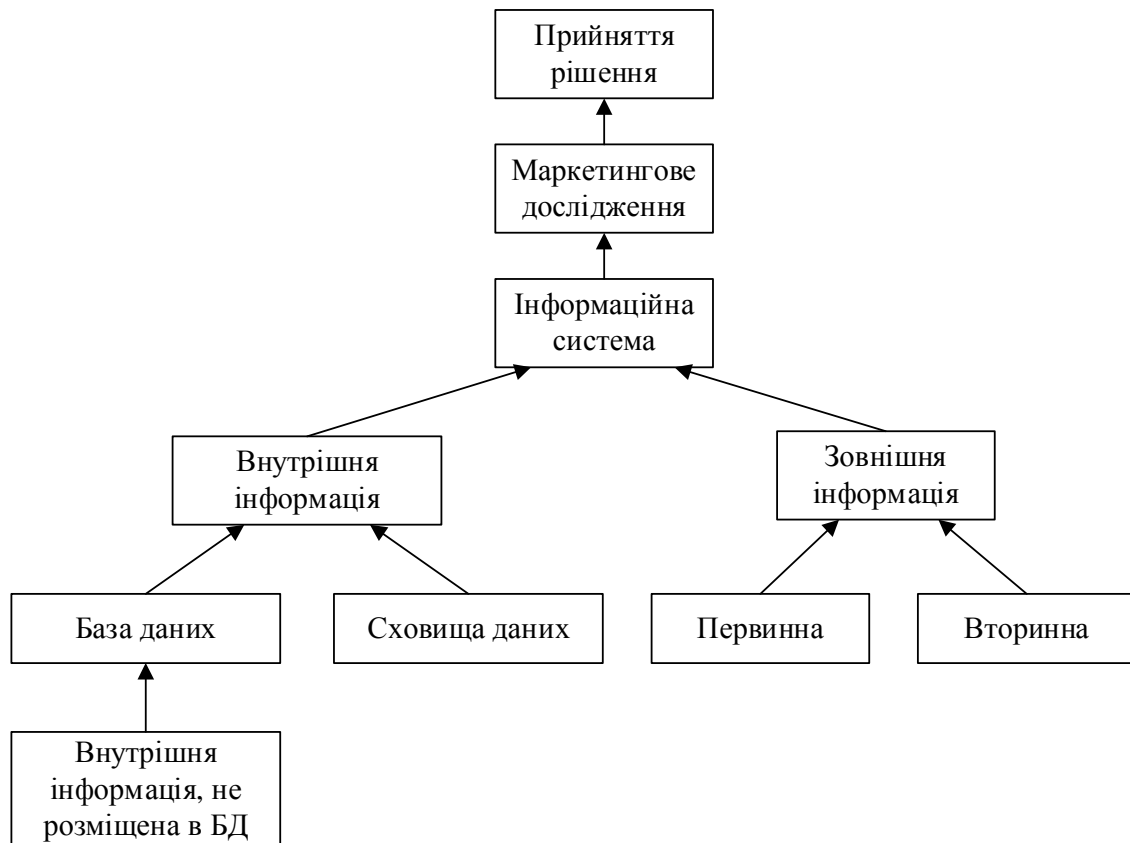 Прийняття
рішення
Маркетингове
дослідження
Інформаційна
система
Внутрішня
інформація
Зовнішня
інформація
База даних
Сховища даних
Первинна
Вторинна
Внутрішня
інформація, не
розміщена в БД